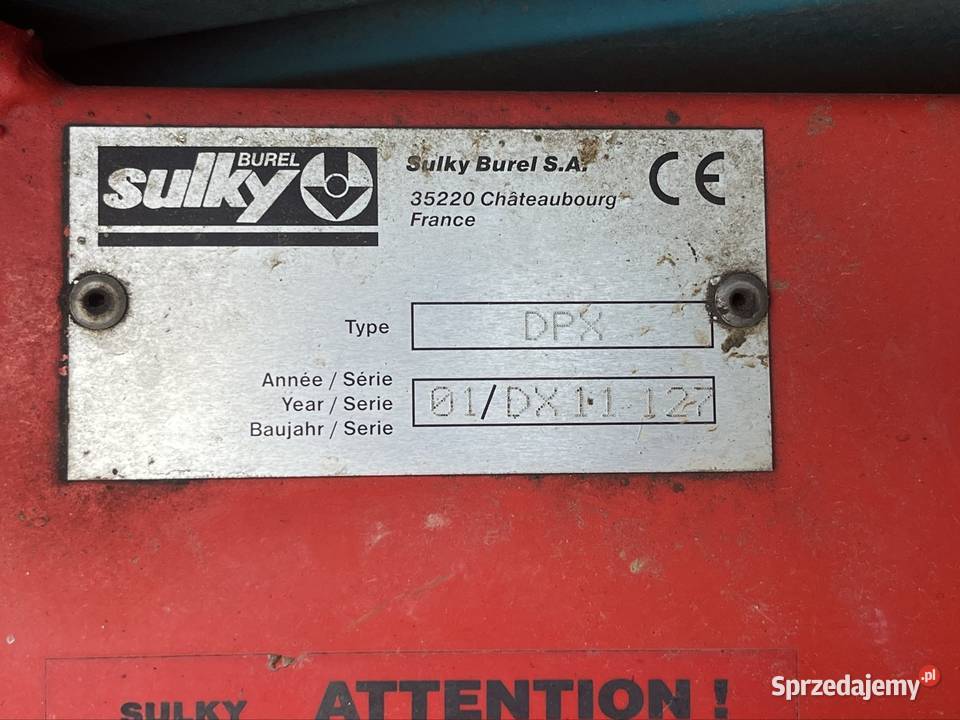 BUREL
sulky
Sulky Burel S.A.
35220 Châteaubourg
France
CE
Type
DPX
Année / Série
Year / Serie
Baujahr / Serie
01/DX11 127
SULKY
ATTENTION !
Sprzedajemy.pl